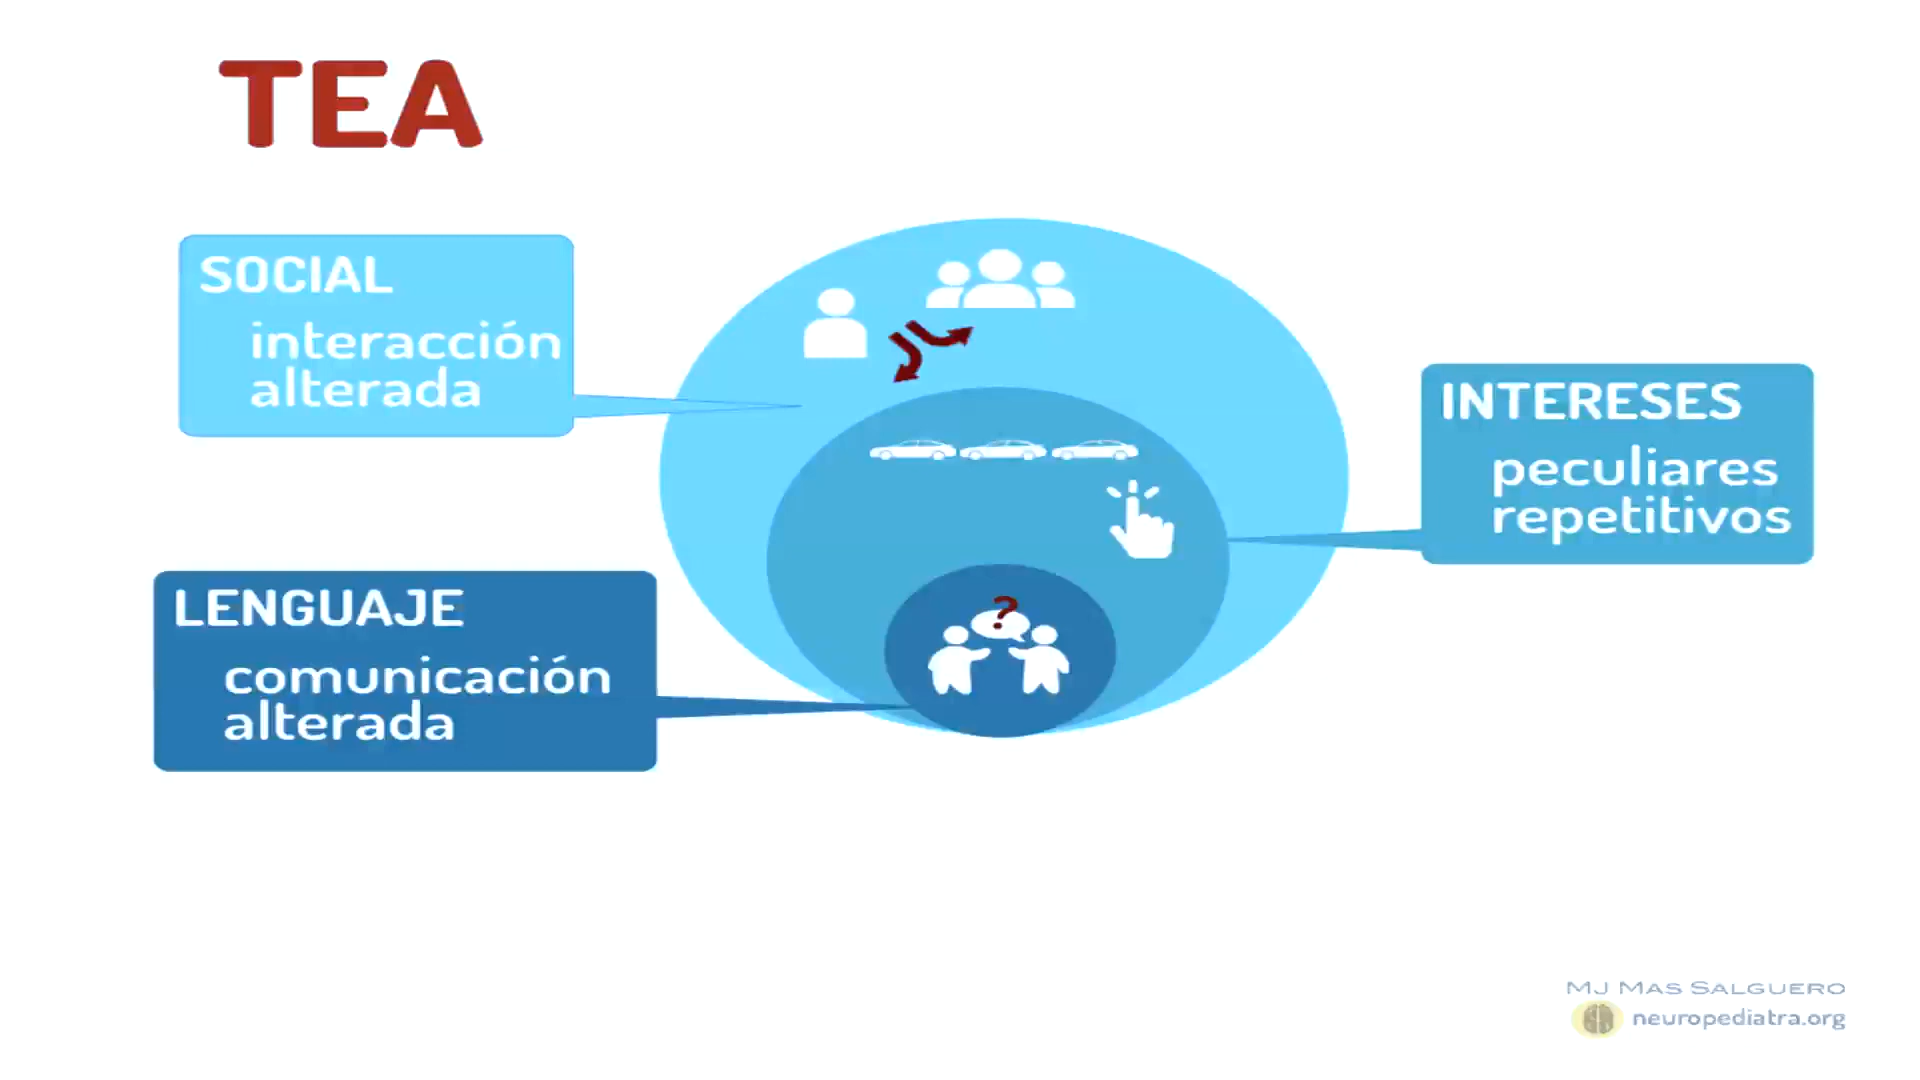 TEA
SOCIAL
interacción
alterada
INTERESES
peculiares
repetitivos
LENGUAJE
comunicación
alterada
?
MJ MAS SALGUERO
neuropediatra.org